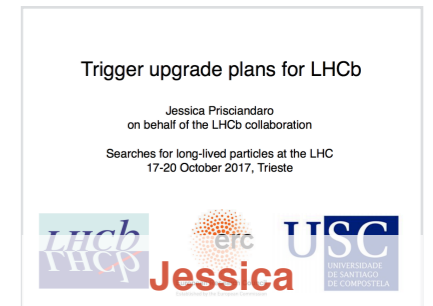 Trigger upgrade plans for LHCb
Jessica Prisciandaro
on behalf of the LHCb collaboration
Searches for long-lived particles at the LHC
17-20 October 2017, Trieste
LHCb
LHCb
erc
USC
UNIVERSIDADE
DE SANTIAGO
DE COMPOSTELA
Jessica